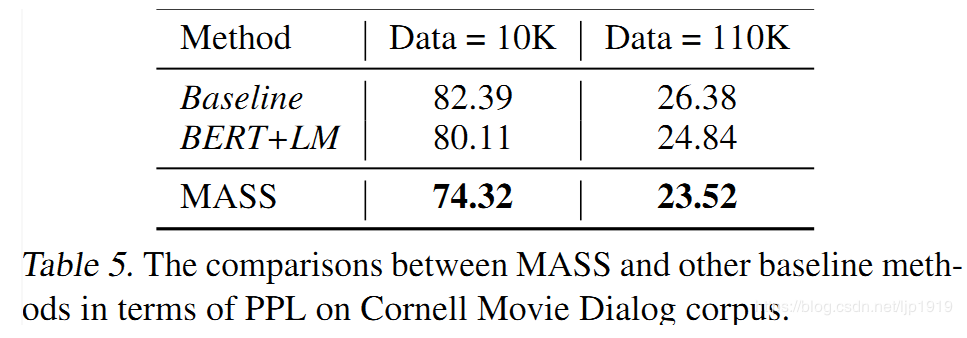 Method Data = 10K Data = 110K
Baseline 82.39 26.38
BERT+LM 80.11 24.84
MASS 74.32 23.52
Table 5. The comparisons between MASS and other baseline meth-
ods in terms of PPL on Cornell Movie Dialog corpus.
https://blog.csdn.net/ljp1919